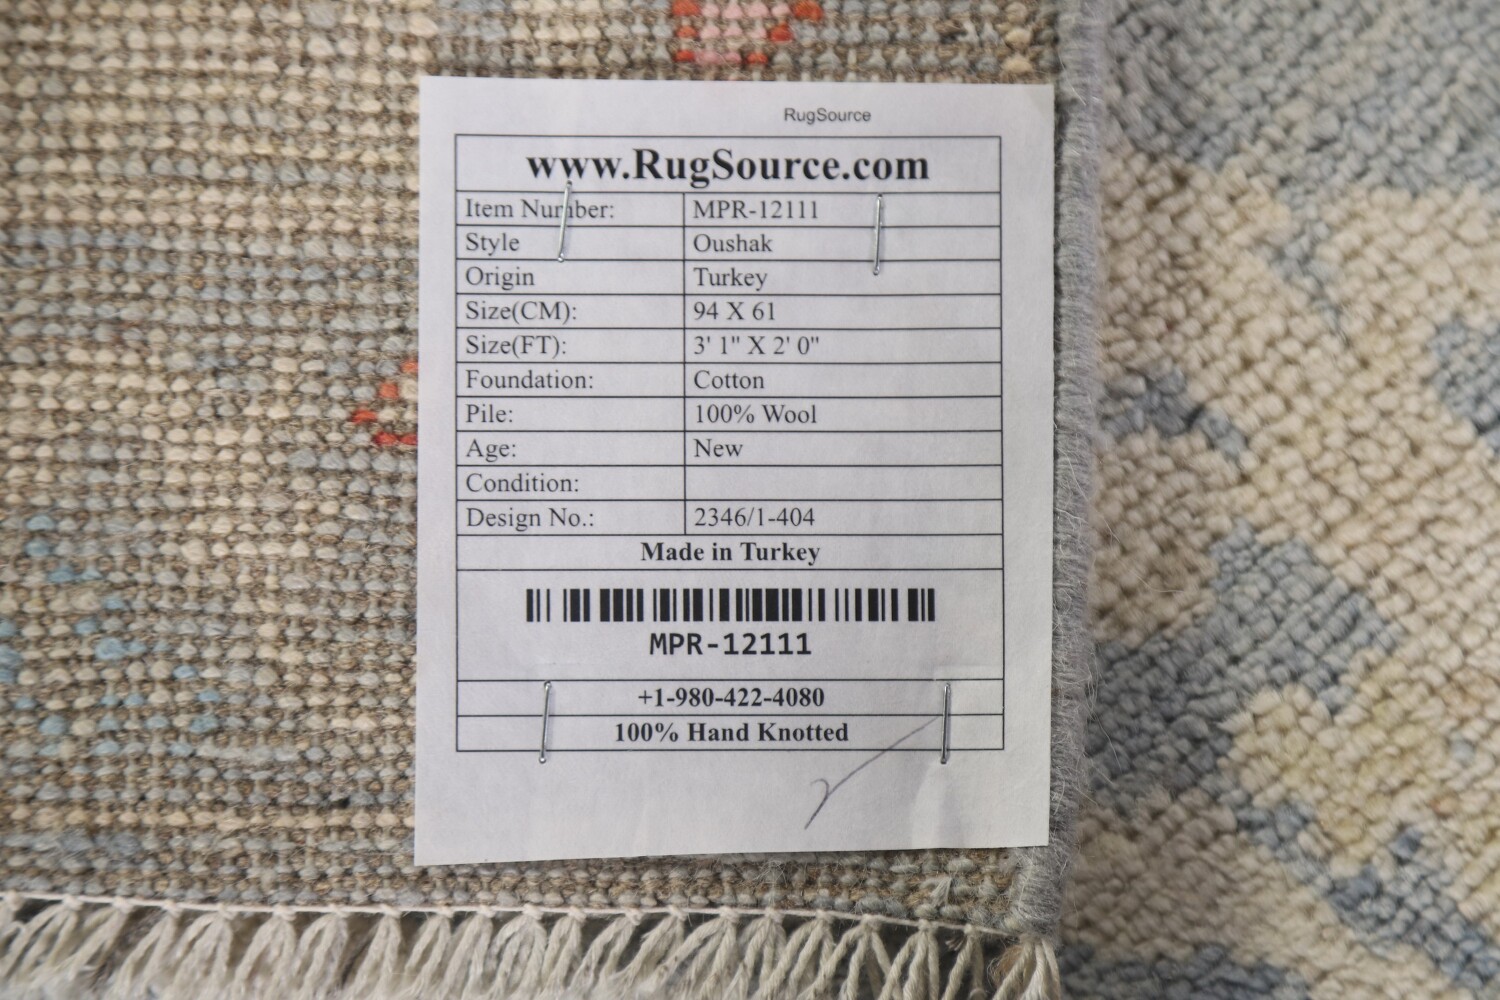 RugSource
www.RugSource.com
Item Number: MPR-12111
Style Oushak
Origin Turkey
Size(CM): 94 X 61
Size(FT): 3' 1" X 2' 0"
Foundation: Cotton
Pile: 100% Wool
Age: New
Condition:
Design No.: 2346/1-404
Made in Turkey
MPR-12111
+1-980-422-4080
100% Hand Knotted